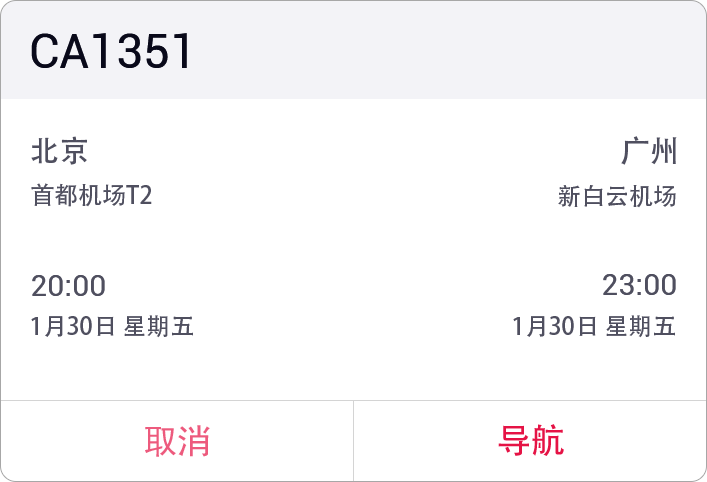 CA1351
北京
广州
首都机场T2
新白云机场
20:00
23:00
1月30日 星期五
1月30日 星期五
取消
导航